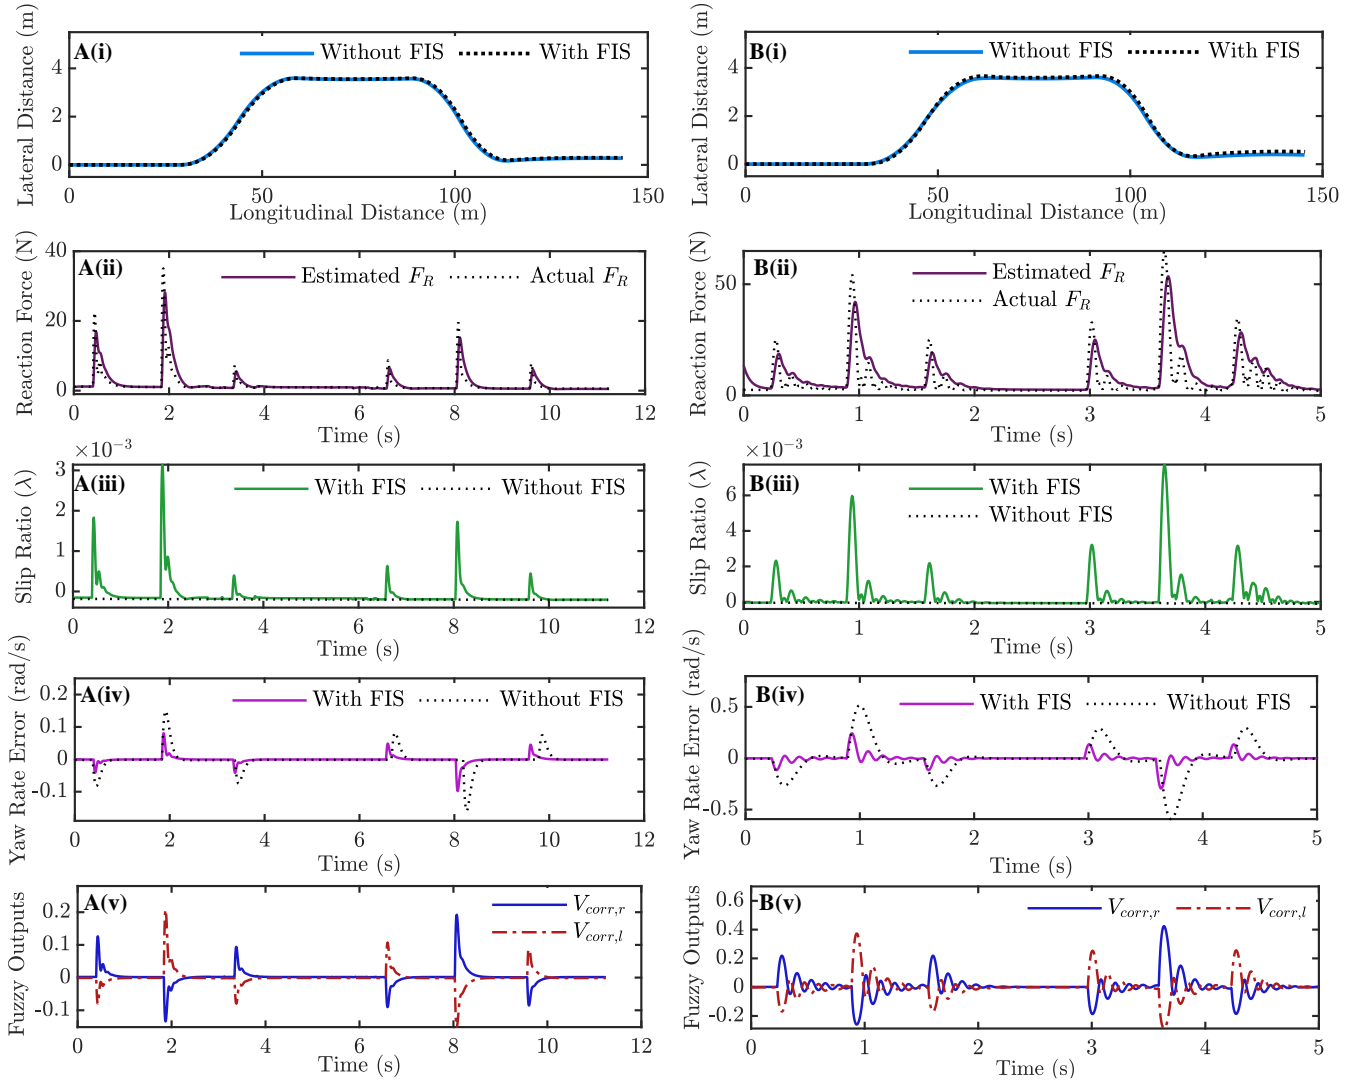 A(i)
Without FIS
With FIS
Lateral Distance (m)
4
2
0
0
50
100
150
Longitudinal Distance (m)
B(i)
Without FIS
With FIS
Lateral Distance (m)
4
2
0
0
50
100
150
Longitudinal Distance (m)
A(ii)
Estimated F_R
Actual F_R
Reaction Force (N)
40
20
0
0
2
4
6
8
10
12
Time (s)
B(ii)
Estimated F_R
Actual F_R
Reaction Force (N)
50
0
0
1
2
3
4
5
Time (s)
×10⁻³
A(iii)
With FIS
Without FIS
Slip Ratio (λ)
3
2
1
0
0
2
4
6
8
10
12
Time (s)
×10⁻³
B(iii)
With FIS
Without FIS
Slip Ratio (λ)
6
4
2
0
0
1
2
3
4
5
Time (s)
A(iv)
With FIS
Without FIS
Yaw Rate Error (rad/s)
0.2
0.1
0
-0.1
0
2
4
6
8
10
12
Time (s)
B(iv)
With FIS
Without FIS
Yaw Rate Error (rad/s)
0.5
0
-0.5
0
1
2
3
4
5
Time (s)
A(v)
V_corr,r
V_corr,l
Fuzzy Outputs
0.2
0.1
0
-0.1
0
2
4
6
8
10
12
Time (s)
B(v)
V_corr,r
V_corr,l
Fuzzy Outputs
0.6
0.4
0.2
0
-0.2
0
1
2
3
4
5
Time (s)